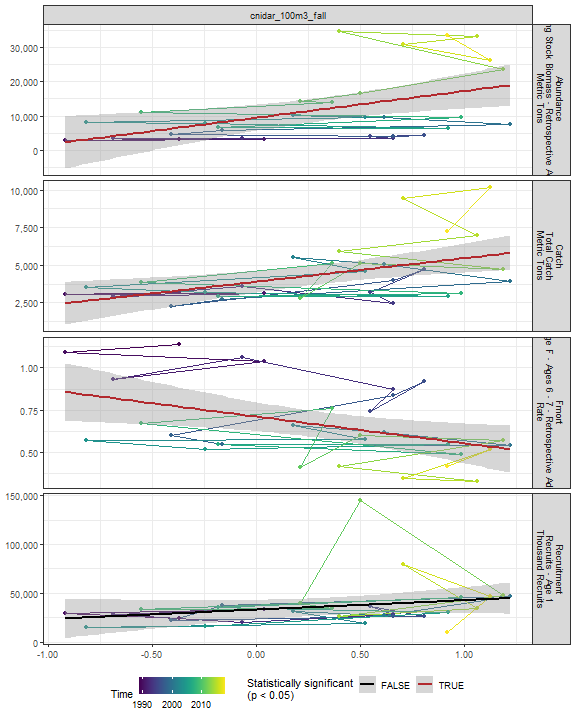 cnidar_100m3_fall
30,000
20,000
10,000
0
Abundance
ng Stock Biomass - Retrospective A
Metric Tons
10,000
7,500
5,000
2,500
Catch
Total Catch
Metric Tons
1.00
0.75
0.50
Fmort
ge F - Ages 6 - 7 - Retrospective Ad
Rate
150,000
100,000
50,000
0
Recruitment
Recruits - Age 1
Thousand Recruits
-1.00
-0.50
0.00
0.50
1.00
Time
1990 2000 2010
Statistically significant
(p < 0.05)
FALSE
TRUE